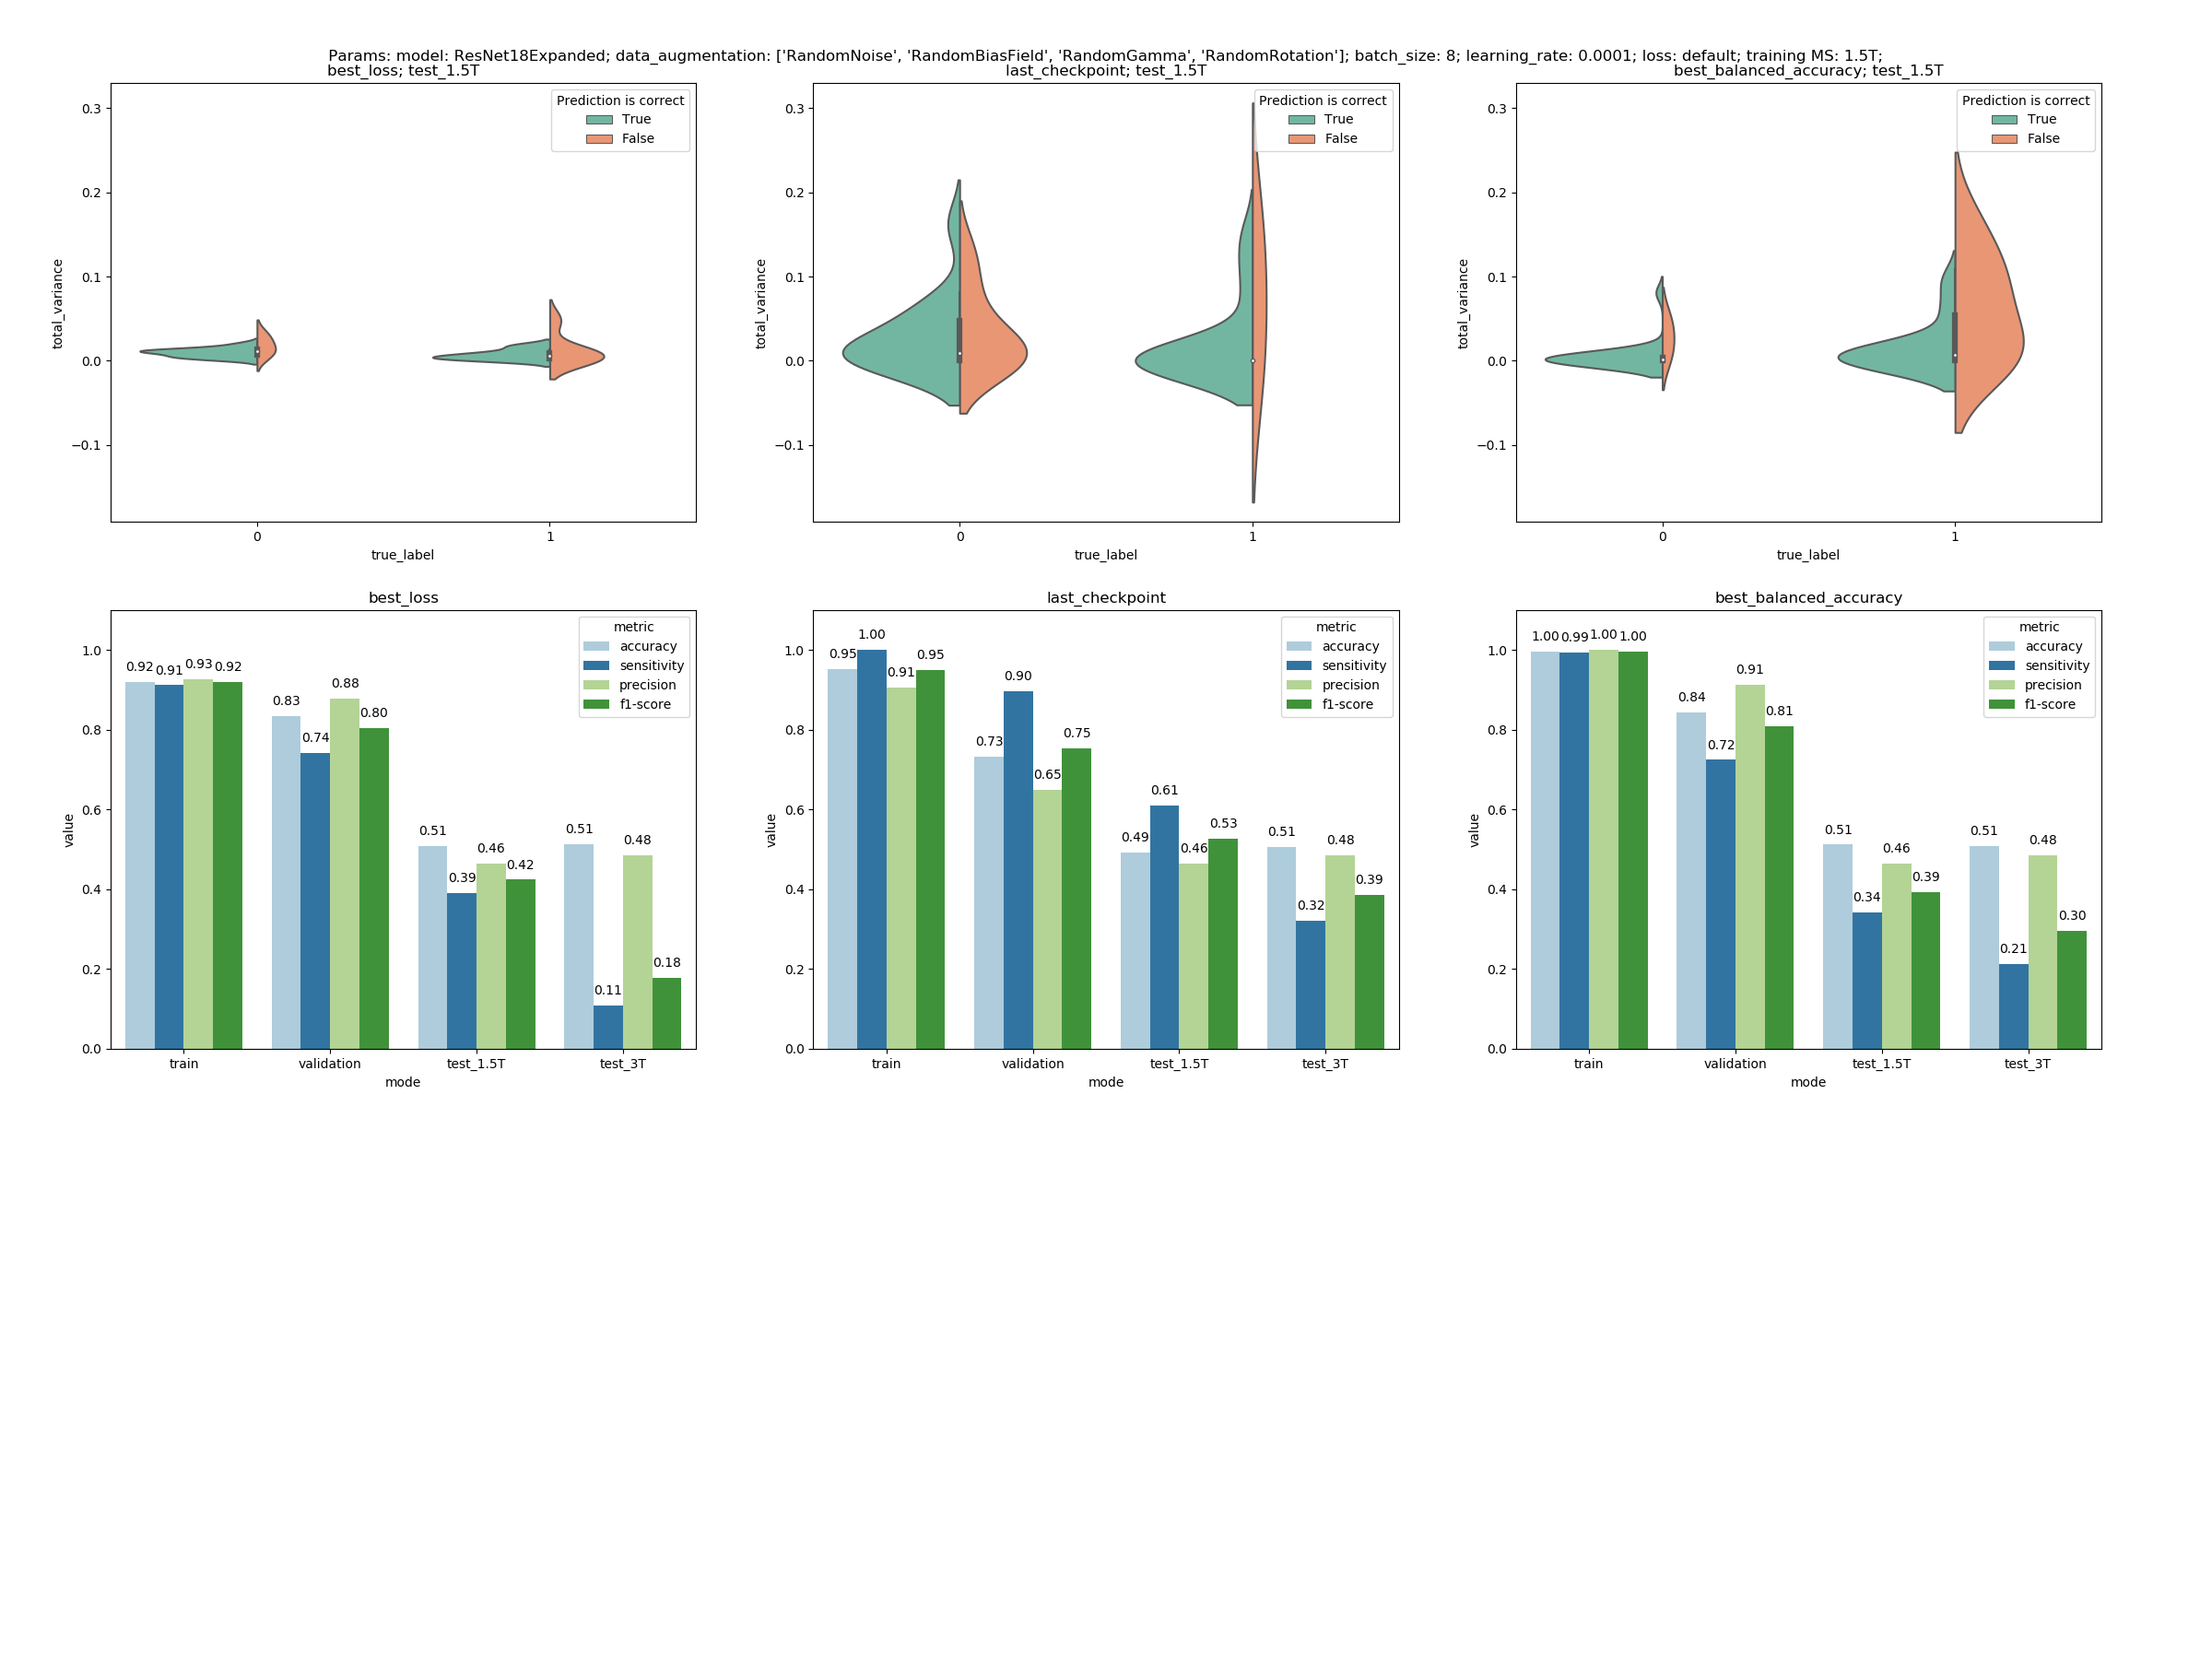 Params: model: ResNet18Expanded; data_augmentation: ['RandomNoise', 'RandomBiasField', 'RandomGamma', 'RandomRotation']; batch_size: 8; learning_rate: 0.0001; loss: default; training MS: 1.5T;
best_loss; test_1.5T
0.3
0.2
0.1
0.0
−0.1
total_variance
Prediction is correct
True
False
0
1
true_label
last_checkpoint; test_1.5T
0.3
0.2
0.1
0.0
−0.1
total_variance
Prediction is correct
True
False
0
1
true_label
best_balanced_accuracy; test_1.5T
0.3
0.2
0.1
0.0
−0.1
total_variance
Prediction is correct
True
False
0
1
true_label
best_loss
1.0
0.8
0.6
0.4
0.2
0.0
value
metric
accuracy
sensitivity
precision
f1-score
0.92 0.91 0.93 0.92
0.83 0.74 0.88 0.80
0.51 0.39 0.46 0.42
0.51 0.11 0.48 0.18
train validation test_1.5T test_3T
mode
last_checkpoint
1.0
0.8
0.6
0.4
0.2
0.0
value
metric
accuracy
sensitivity
precision
f1-score
0.95 1.00 0.91 0.95
0.73 0.90 0.65 0.75
0.49 0.61 0.46 0.53
0.51 0.32 0.48 0.39
train validation test_1.5T test_3T
mode
best_balanced_accuracy
1.0
0.8
0.6
0.4
0.2
0.0
value
metric
accuracy
sensitivity
precision
f1-score
1.00 0.99 1.00 1.00
0.84 0.72 0.91 0.81
0.51 0.34 0.46 0.39
0.51 0.21 0.48 0.30
train validation test_1.5T test_3T
mode